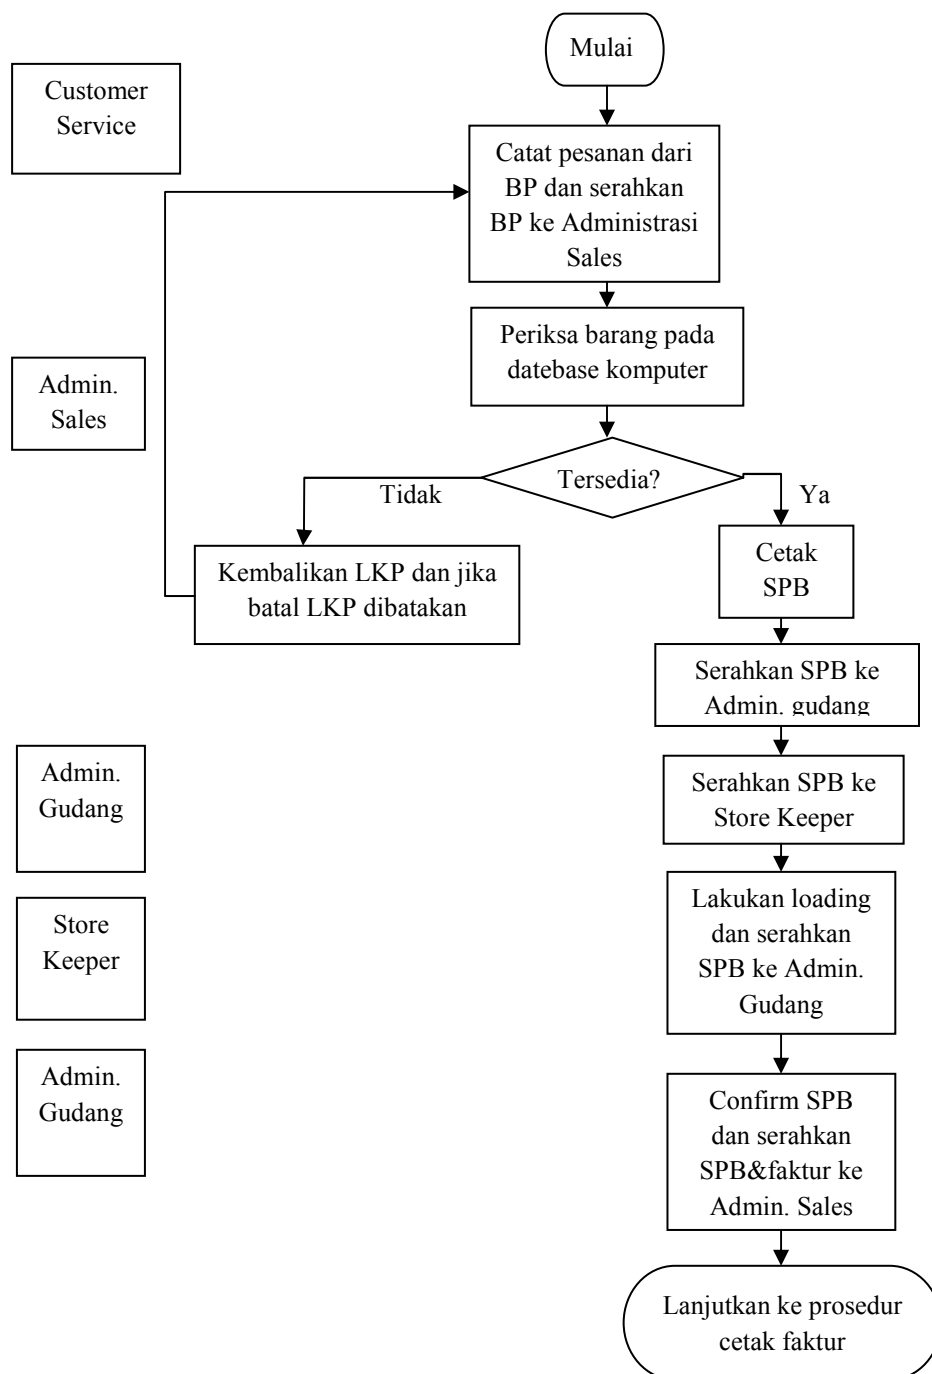 Mulai
Customer
Service
Catat pesanan dari
BP dan serahkan
BP ke Administrasi
Sales
Periksa barang pada
datebase komputer
Admin.
Sales
Tersedia?
Tidak
Ya
Kembalikan LKP dan jika
batal LKP dibatakan
Cetak
SPB
Serahkan SPB ke
Admin. gudang
Admin.
Gudang
Serahkan SPB ke
Store Keeper
Store
Keeper
Lakukan loading
dan serahkan
SPB ke Admin.
Gudang
Admin.
Gudang
Confirm SPB
dan serahkan
SPB&faktur ke
Admin. Sales
Lanjutkan ke prosedur
cetak faktur